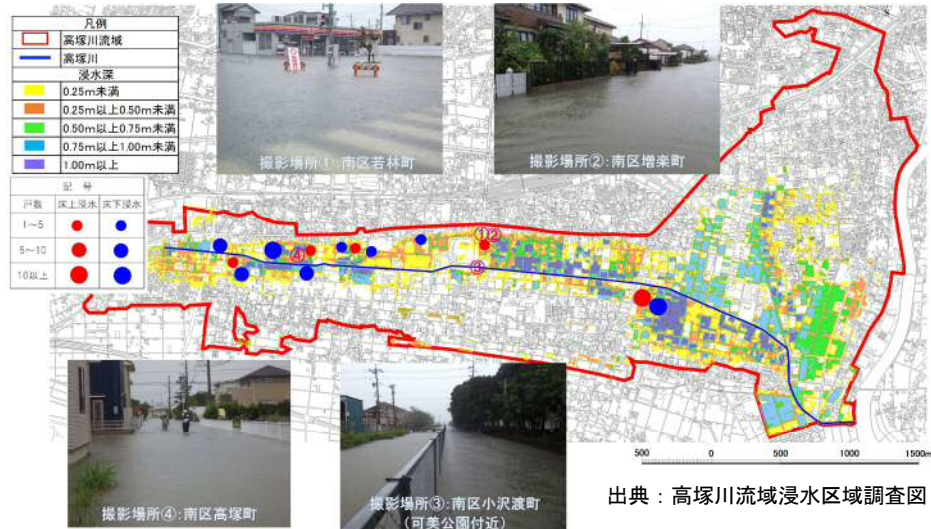 凡例
高塚川流域
高塚川
浸水深
0.25m未満
0.25m以上0.50m未満
0.50m以上0.75m未満
0.75m以上1.00m未満
1.00m以上
記号
戸数 床上浸水 床下浸水
1～5
5～10
10以上
撮影場所①:南区若林町
撮影場所②:南区増楽町
①②
④
③
撮影場所④:南区高塚町
撮影場所③:南区小沢渡町
(可美公園付近)
500 0 500 1000 1500m
出典：高塚川流域浸水区域調査図